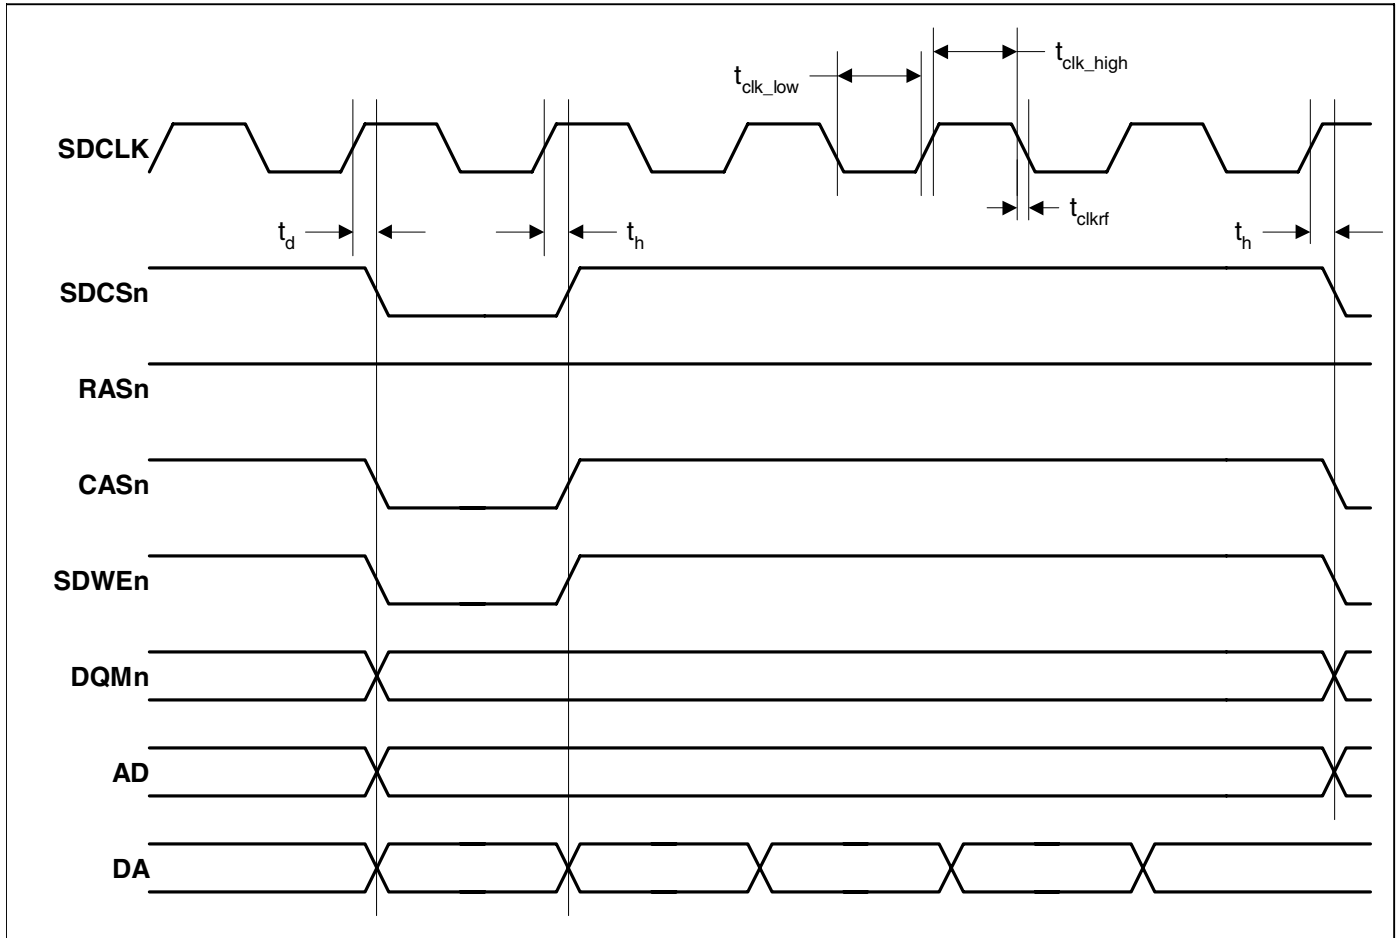 t_clk_high
t_clk_low
SDCLK
t_clkrf
t_d
t_h
t_h
SDCSn
RASn
CASn
SDWEn
DQMn
AD
DA